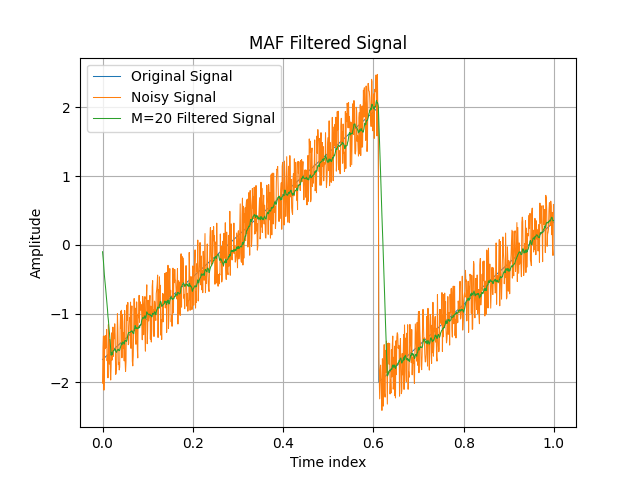 MAF Filtered Signal
Original Signal
Noisy Signal
M=20 Filtered Signal
Amplitude
2
1
0
−1
−2
0.0 0.2 0.4 0.6 0.8 1.0
Time index